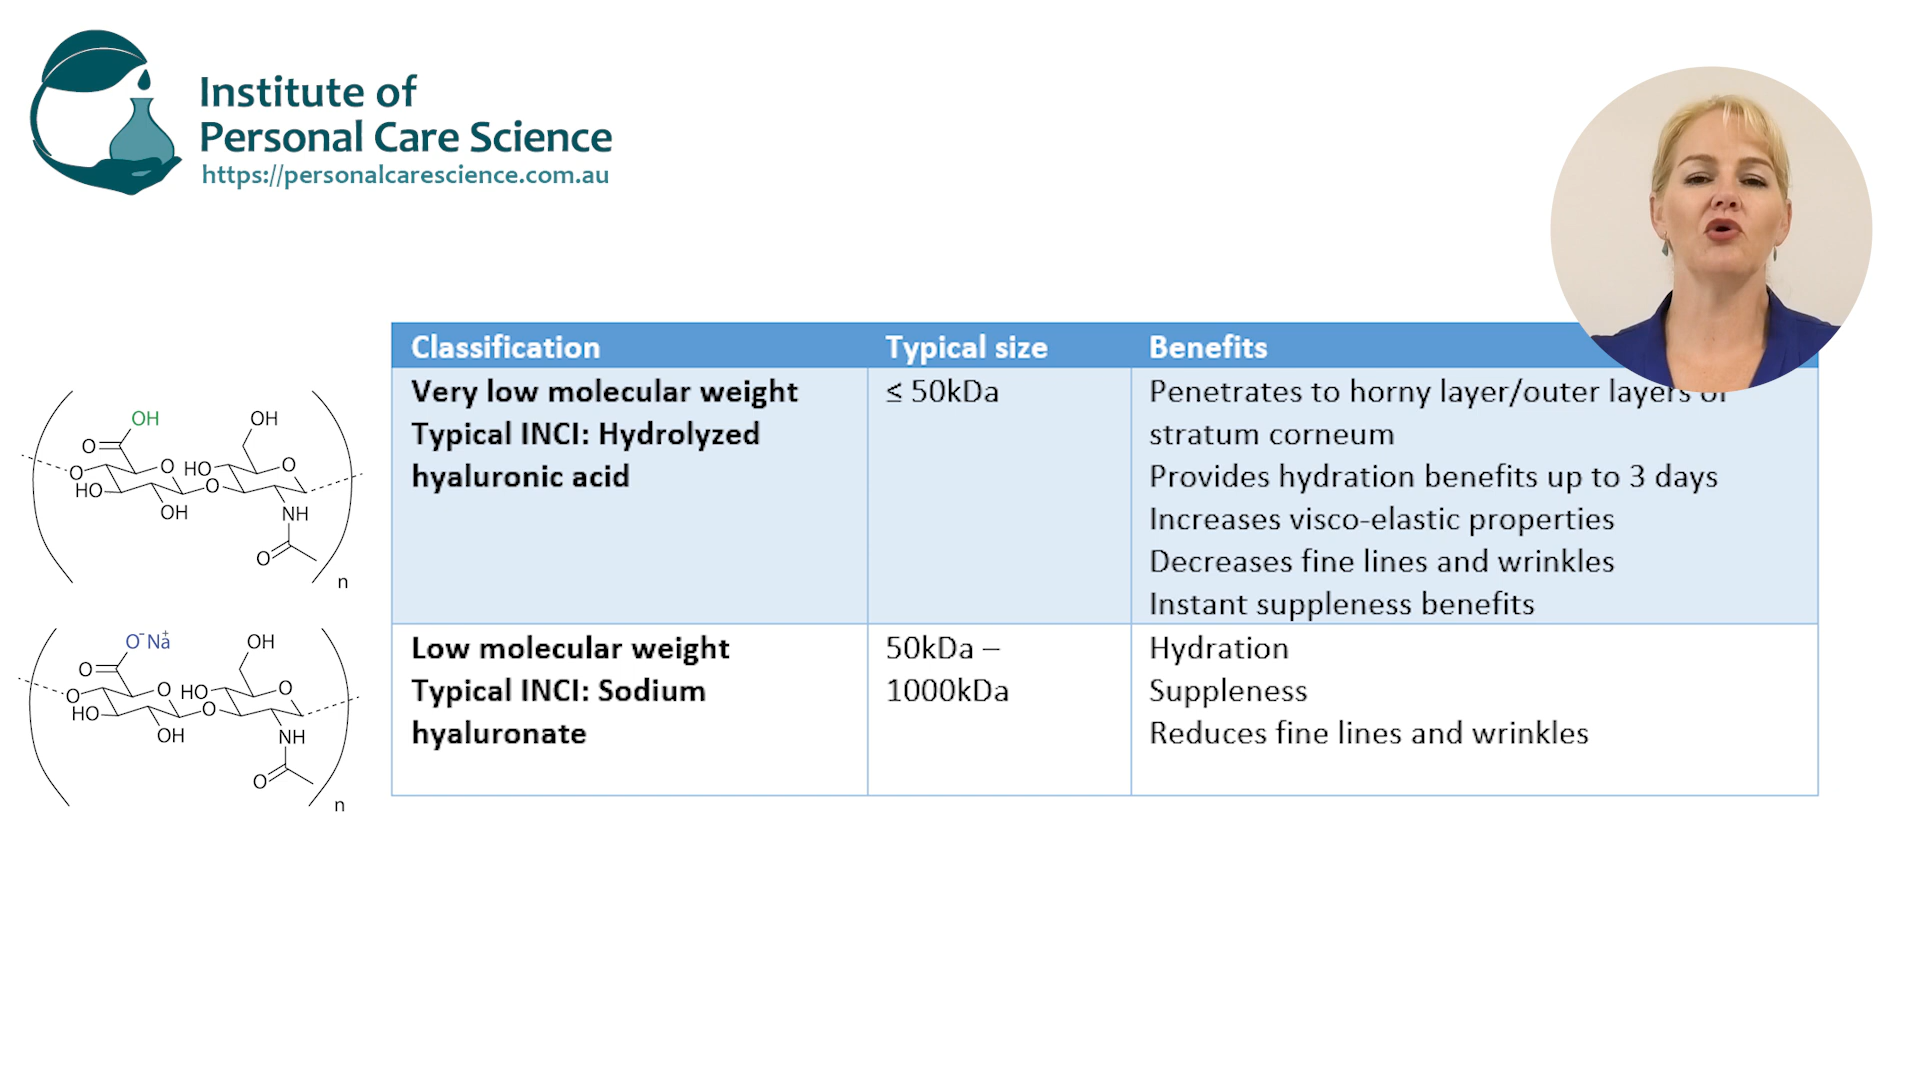 Institute of
Personal Care Science
https://personalcarescience.com.au
Classification
Typical size
Benefits
Very low molecular weight
Typical INCI: Hydrolyzed
hyaluronic acid
≤ 50kDa
Penetrates to horny layer/outer layers of
stratum corneum
Provides hydration benefits up to 3 days
Increases visco-elastic properties
Decreases fine lines and wrinkles
Instant suppleness benefits
Low molecular weight
Typical INCI: Sodium
hyaluronate
50kDa –
1000kDa
Hydration
Suppleness
Reduces fine lines and wrinkles
OH
OH
O
O
O
HO
O
HO
O
OH
NH
O
n
O⁻Na⁺
OH
O
O
O
HO
O
HO
O
OH
NH
O
n